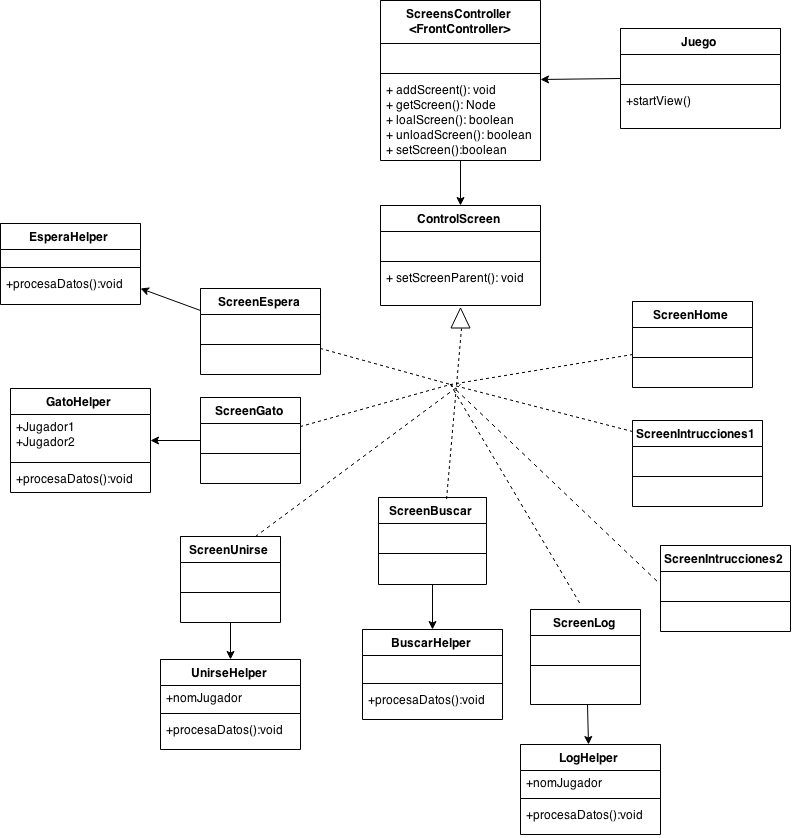 ScreensController
<FrontController>
+ addScreent(): void
+ getScreen(): Node
+ loalScreen(): boolean
+ unloadScreen(): boolean
+ setScreen():boolean
Juego
+startView()
ControlScreen
+ setScreenParent(): void
EsperaHelper
+procesaDatos():void
ScreenEspera
ScreenHome
GatoHelper
+Jugador1
+Jugador2
+procesaDatos():void
ScreenGato
ScreenIntrucciones1
ScreenBuscar
ScreenUnirse
ScreenIntrucciones2
ScreenLog
BuscarHelper
+procesaDatos():void
UnirseHelper
+nomJugador
+procesaDatos():void
LogHelper
+nomJugador
+procesaDatos():void